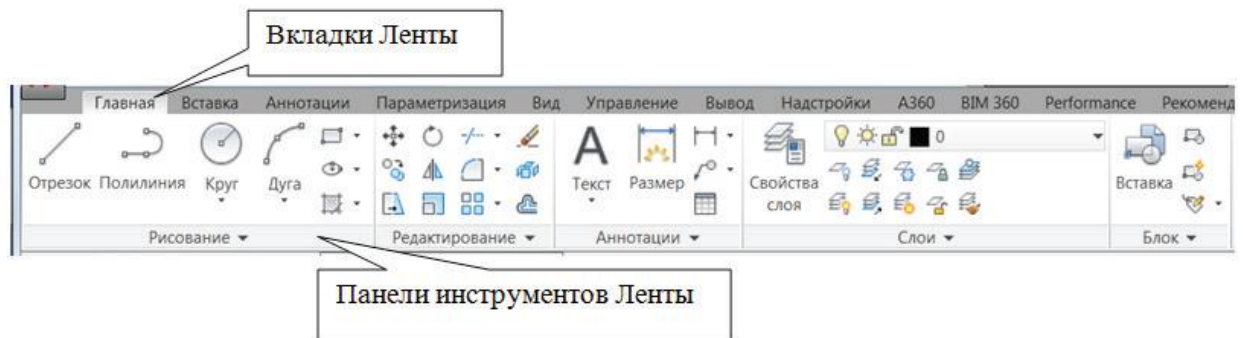 Вкладки Ленты
Главная Вставка Аннотации Параметризация Вид Управление Вывод Надстройки A360 BIM 360 Performance Рекоменд
0
Отрезок Полилиния Круг Дуга Текст Размер Свойства слоя Вставка
Рисование Редактирование Аннотации Слои Блок
Панели инструментов Ленты